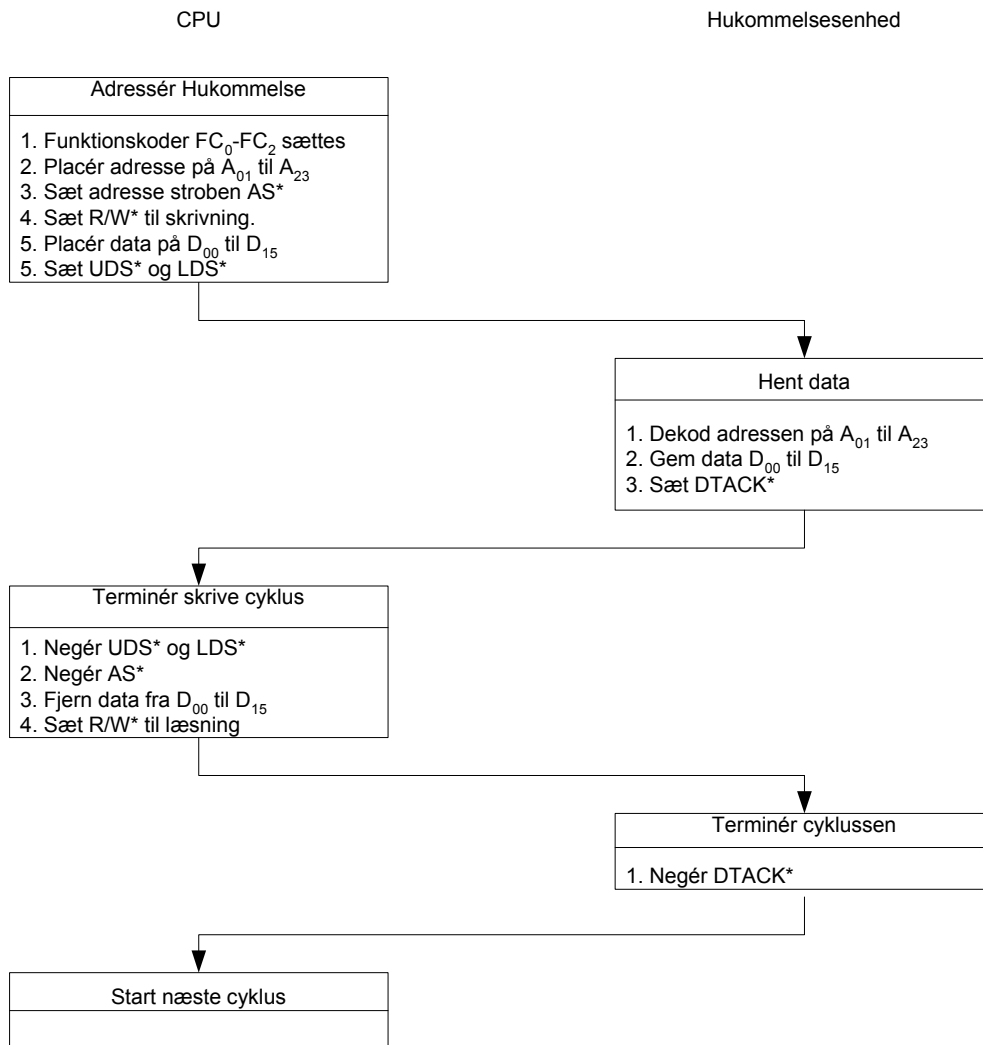 CPU
Hukommelsesenhed
Adressér Hukommelse
1. Funktionskoder FC₀-FC₂ sættes
2. Placér adresse på A₀₁ til A₂₃
3. Sæt adresse stroben AS*
4. Sæt R/W* til skrivning.
5. Placér data på D₀₀ til D₁₅
5. Sæt UDS* og LDS*
Hent data
1. Dekod adressen på A₀₁ til A₂₃
2. Gem data D₀₀ til D₁₅
3. Sæt DTACK*
Terminér skrive cyklus
1. Negér UDS* og LDS*
2. Negér AS*
3. Fjern data fra D₀₀ til D₁₅
4. Sæt R/W* til læsning
Terminér cyklussen
1. Negér DTACK*
Start næste cyklus